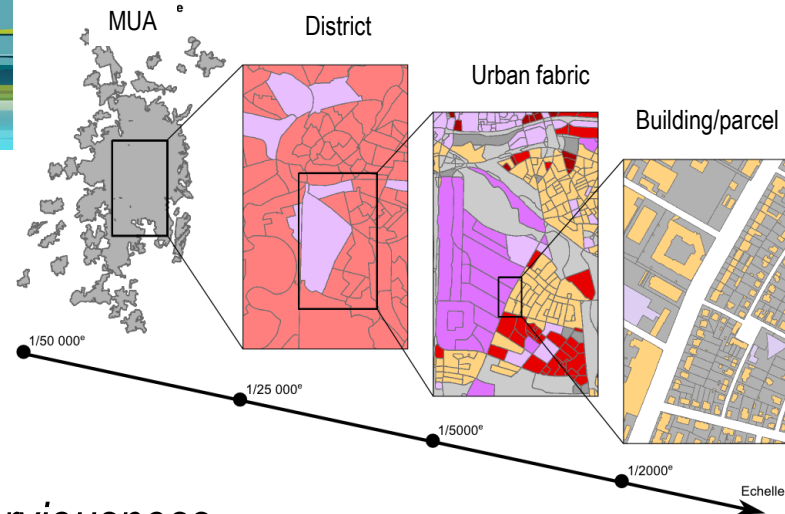 MUA
e
District
Urban fabric
Building/parcel
1/50 000e
1/25 000e
1/5000e
1/2000e
Echelle